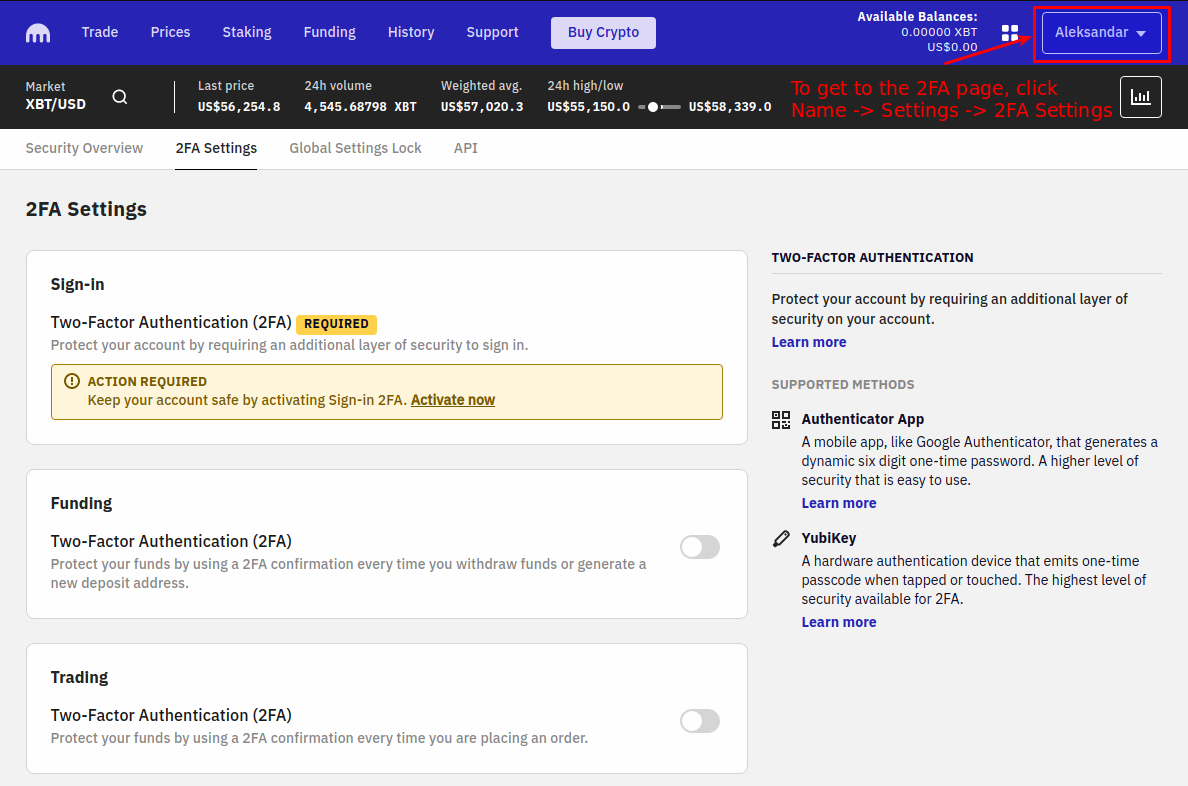 Trade Prices Staking Funding History Support Buy Crypto
Available Balances:
0.00000 XBT
US$0.00
Aleksandar
Market
XBT/USD
Last price
US$56,254.8
24h volume
4,545.68798 XBT
Weighted avg.
US$57,020.3
24h high/low
US$55,150.0 US$58,339.0
To get to the 2FA page, click
Name -> Settings -> 2FA Settings
Security Overview 2FA Settings Global Settings Lock API
2FA Settings
Sign-in
Two-Factor Authentication (2FA) REQUIRED
Protect your account by requiring an additional layer of security to sign in.
ACTION REQUIRED
Keep your account safe by activating Sign-in 2FA. Activate now
Funding
Two-Factor Authentication (2FA)
Protect your funds by using a 2FA confirmation every time you withdraw funds or generate a
new deposit address.
Trading
Two-Factor Authentication (2FA)
Protect your funds by using a 2FA confirmation every time you are placing an order.
TWO-FACTOR AUTHENTICATION
Protect your account by requiring an additional layer of
security on your account.
Learn more
SUPPORTED METHODS
Authenticator App
A mobile app, like Google Authenticator, that generates a
dynamic six digit one-time password. A higher level of
security that is easy to use.
Learn more
YubiKey
A hardware authentication device that emits one-time
passcode when tapped or touched. The highest level of
security available for 2FA.
Learn more